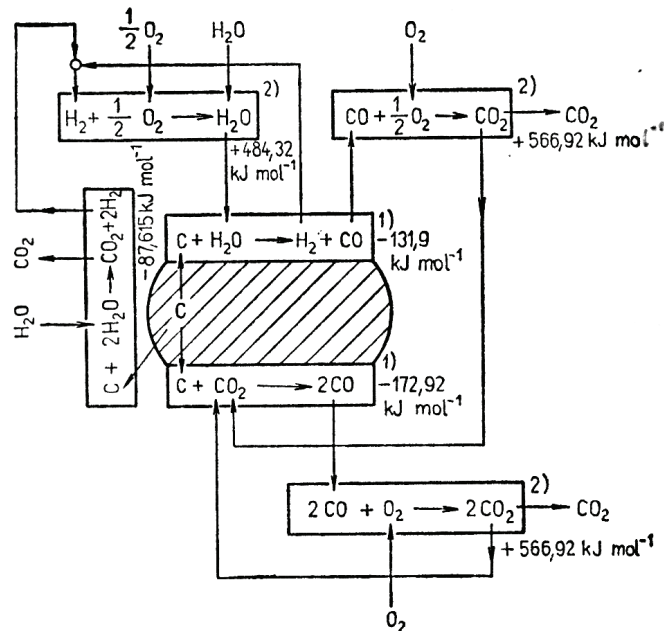 1/2 O₂
H₂O
O₂
2)
H₂ + 1/2 O₂ → H₂O
2)
CO + 1/2 O₂ → CO₂
CO₂
+ 566,92 kJ mol⁻¹
+484,32
kJ mol⁻¹
C + 2H₂O → CO₂ + 2H₂
−87,615 kJ mol⁻¹
CO₂
H₂O
1)
C + H₂O → H₂ + CO
−131,9
kJ mol⁻¹
C
1)
C + CO₂ → 2CO
−172,92
kJ mol⁻¹
2)
2CO + O₂ → 2CO₂
CO₂
+ 566,92 kJ mol⁻¹
O₂